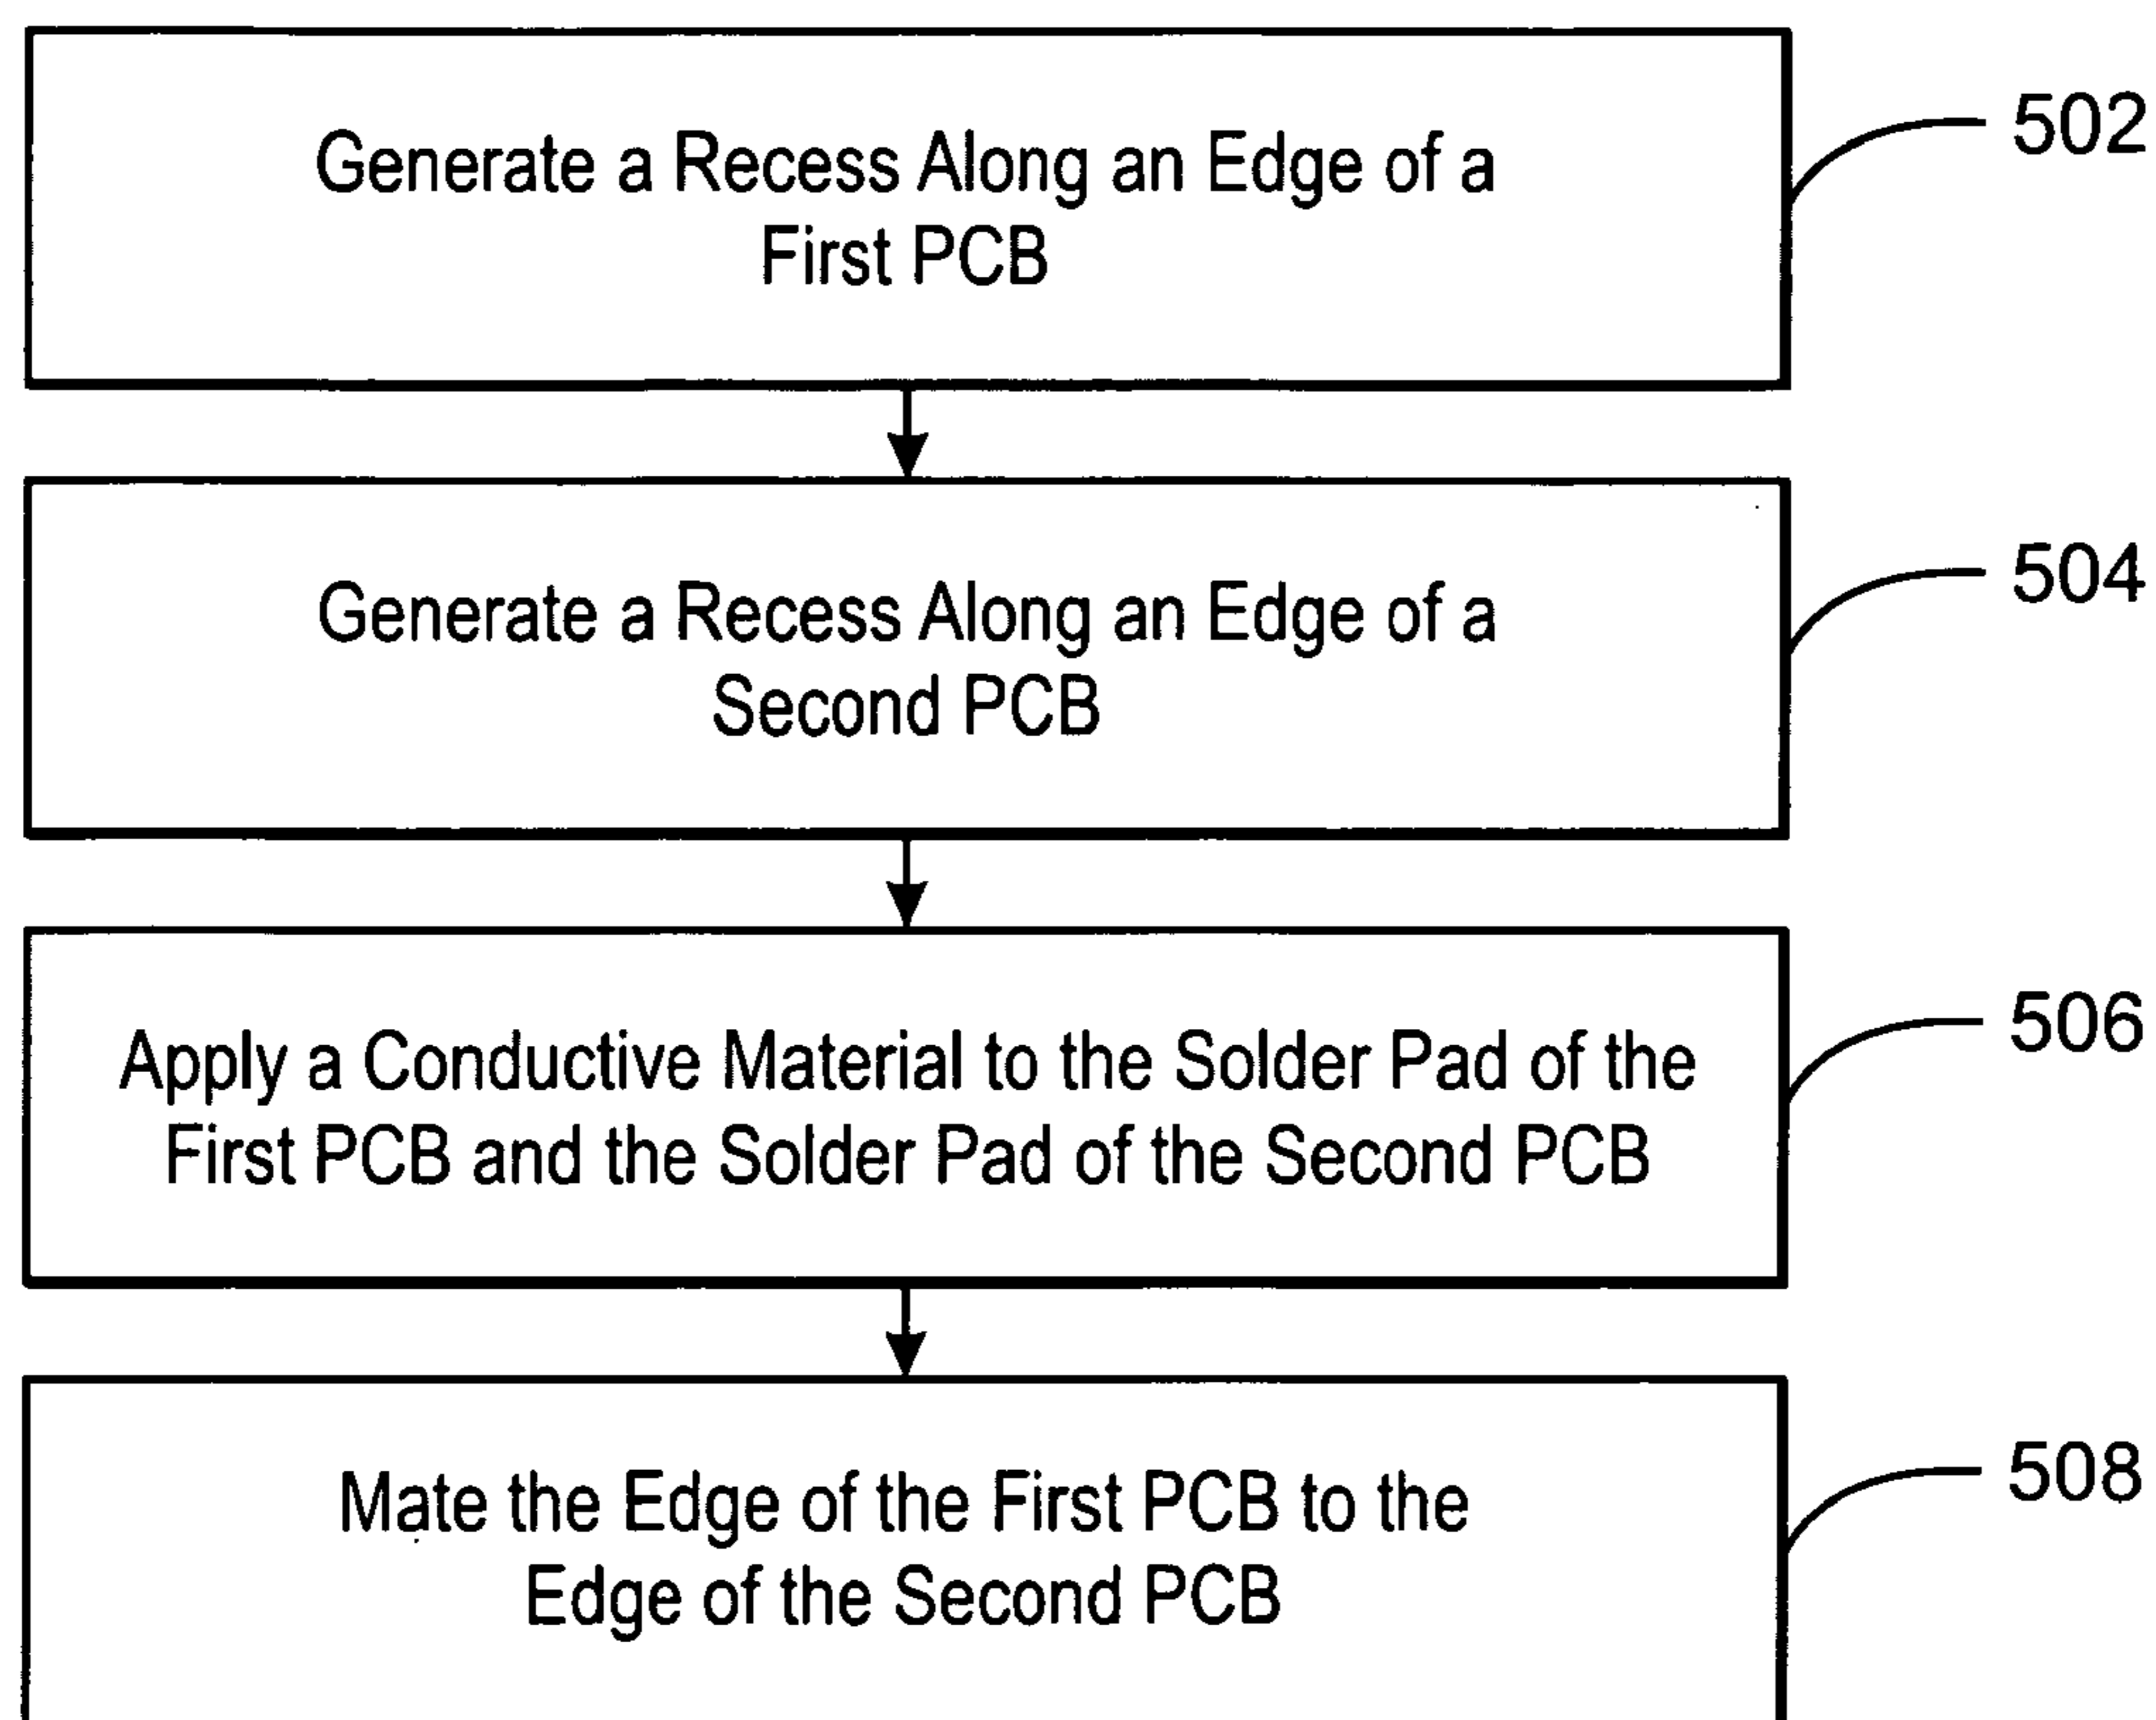 Generate a Recess Along an Edge of a
First PCB
502
Generate a Recess Along an Edge of a
Second PCB
504
Apply a Conductive Material to the Solder Pad of the
First PCB and the Solder Pad of the Second PCB
506
Mate the Edge of the First PCB to the
Edge of the Second PCB
508